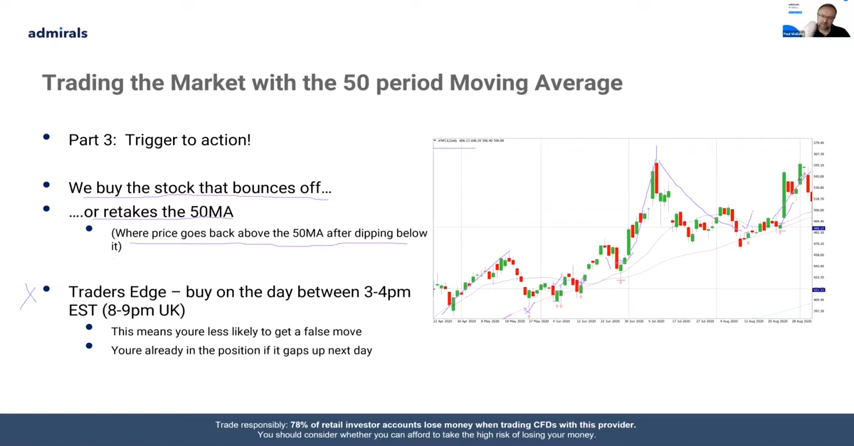 admirals
Trading the Market with the 50 period Moving Average
Part 3: Trigger to action!
We buy the stock that bounces off...
....or retakes the 50MA
(Where price goes back above the 50MA after dipping below
it)
Traders Edge – buy on the day between 3-4pm
EST (8-9pm UK)
This means youre less likely to get a false move
Youre already in the position if it gaps up next day
Trade responsibly: 78% of retail investor accounts lose money when trading CFDs with this provider.
You should consider whether you can afford to take the high risk of losing your money.